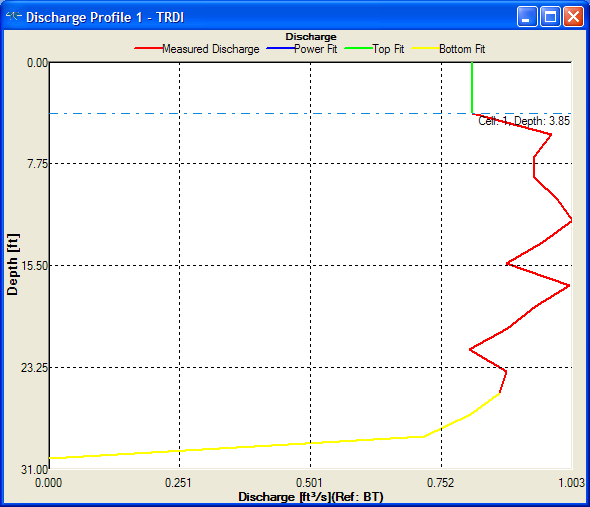 Discharge Profile 1 - TRDI
Discharge
Measured Discharge Power Fit Top Fit Bottom Fit
0.00
Cell: 1, Depth: 3.85
7.75
15.50
23.25
31.00
Depth [ft]
0.000 0.251 0.501 0.752 1.003
Discharge [ft³/s](Ref: BT)